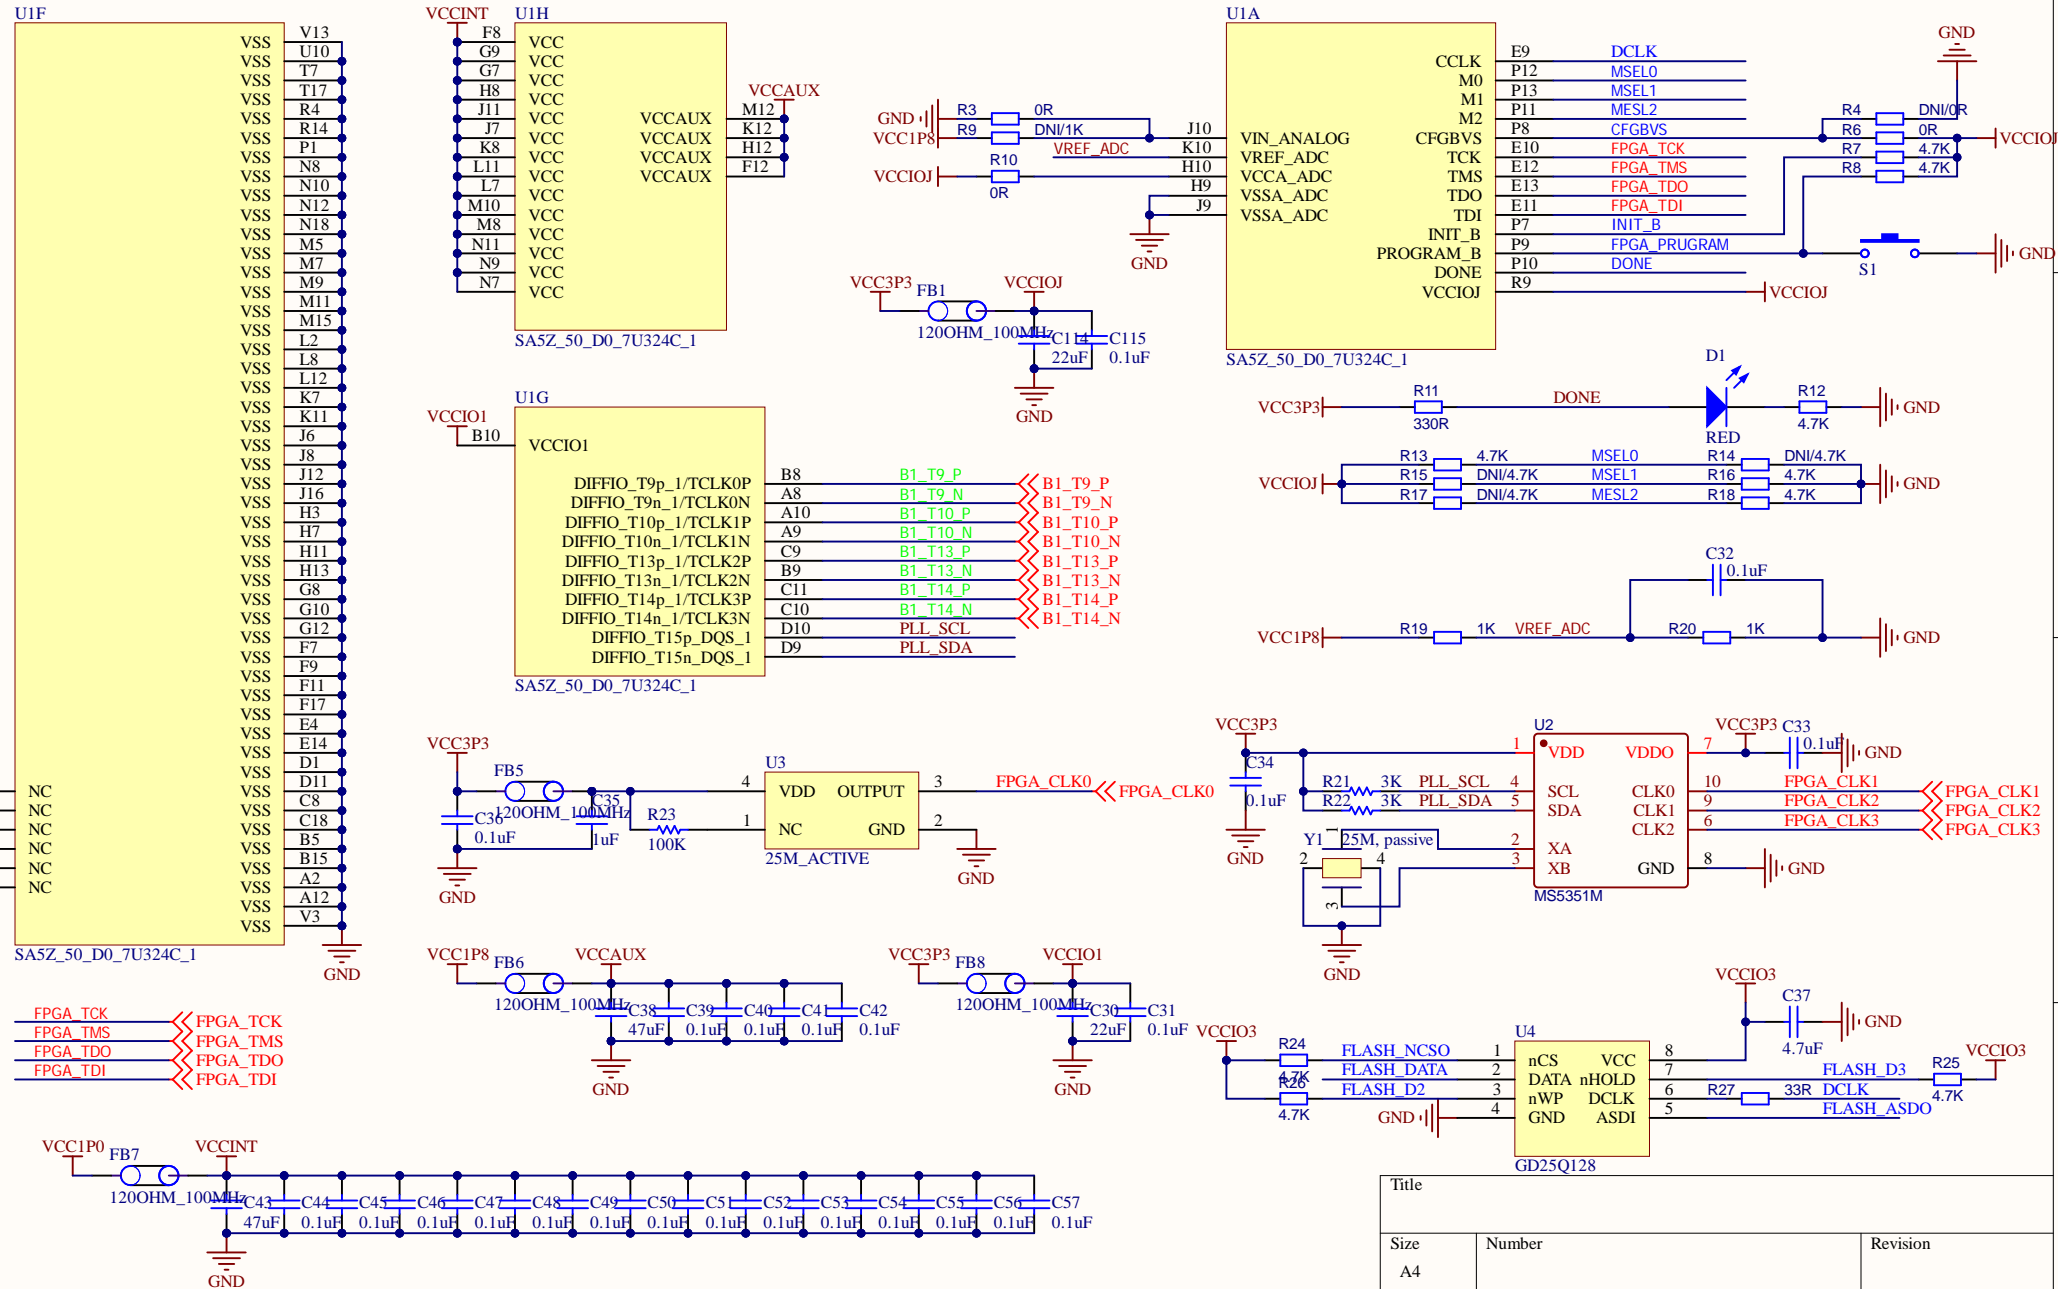 U1F
VSS V13
VSS U10
VSS T7
VSS T17
VSS R4
VSS R14
VSS P1
VSS N8
VSS N10
VSS N12
VSS N18
VSS M5
VSS M7
VSS M9
VSS M11
VSS M15
VSS L2
VSS L8
VSS L12
VSS K7
VSS K11
VSS J6
VSS J8
VSS J12
VSS J16
VSS H3
VSS H7
VSS H11
VSS H13
VSS G8
VSS G10
VSS G12
VSS F7
VSS F9
VSS F11
VSS F17
VSS E4
VSS E14
VSS D1
NC VSS D11
NC VSS C8
NC VSS C18
NC VSS B5
NC VSS B15
NC VSS A2
VSS A12
VSS V3
SA5Z_50_D0_7U324C_1
GND
VCCINT
U1H
F8 VCC
G9 VCC
G7 VCC
H8 VCC
J11 VCC
J7 VCC
K8 VCC
L11 VCC
L7 VCC
M10 VCC
M8 VCC
N11 VCC
N9 VCC
N7 VCC
VCCAUX
VCCAUX M12
VCCAUX K12
VCCAUX H12
VCCAUX F12
SA5Z_50_D0_7U324C_1
U1A
GND R3 0R
VCC1P8 R9 DNI/1K
VREF_ADC
VCCIOJ R10 0R
J10 VIN_ANALOG
K10 VREF_ADC
H10 VCCA_ADC
H9 VSSA_ADC
J9 VSSA_ADC
GND
CCLK E9 DCLK
M0 P12 MSEL0
M1 P13 MSEL1
M2 P11 MESL2
CFGBVS P8 CFGBVS
TCK E10 FPGA_TCK
TMS E12 FPGA_TMS
TDO E13 FPGA_TDO
TDI E11 FPGA_TDI
INIT_B P7 INIT_B
PROGRAM_B P9 FPGA_PRUGRAM
DONE P10 DONE
VCCIOJ R9 VCCIOJ
SA5Z_50_D0_7U324C_1
GND
R4 DNI/0R
R6 0R VCCIOJ
R7 4.7K
R8 4.7K
S1 GND
VCC3P3 FB1 VCCIOJ
120OHM_100MHz
C114 22uF
C115 0.1uF
GND
VCCIO1
U1G
B10 VCCIO1
DIFFIO_T9p_1/TCLK0P B8 B1_T9_P B1_T9_P
DIFFIO_T9n_1/TCLK0N A8 B1_T9_N B1_T9_N
DIFFIO_T10p_1/TCLK1P A10 B1_T10_P B1_T10_P
DIFFIO_T10n_1/TCLK1N A9 B1_T10_N B1_T10_N
DIFFIO_T13p_1/TCLK2P C9 B1_T13_P B1_T13_P
DIFFIO_T13n_1/TCLK2N B9 B1_T13_N B1_T13_N
DIFFIO_T14p_1/TCLK3P C11 B1_T14_P B1_T14_P
DIFFIO_T14n_1/TCLK3N C10 B1_T14_N B1_T14_N
DIFFIO_T15p_DQS_1 D10 PLL_SCL
DIFFIO_T15n_DQS_1 D9 PLL_SDA
SA5Z_50_D0_7U324C_1
VCC3P3 R11 330R DONE D1 RED R12 4.7K GND
R13 4.7K MSEL0 R14 DNI/4.7K
VCCIOJ R15 DNI/4.7K MSEL1 R16 4.7K GND
R17 DNI/4.7K MESL2 R18 4.7K
C32
0.1uF
VCC1P8 R19 1K VREF_ADC R20 1K GND
VCC3P3
FB5
120OHM_100MHz
C36 0.1uF
C35 1uF
R23 100K
GND
U3
4 VDD OUTPUT 3 FPGA_CLK0 FPGA_CLK0
1 NC GND 2
25M_ACTIVE
GND
VCC3P3
C34
0.1uF
GND
R21 3K PLL_SCL
R22 3K PLL_SDA
Y1 25M, passive
1
2 4
3
GND
U2
1 VDD VDDO 7
4 SCL CLK0 10 FPGA_CLK1 FPGA_CLK1
5 SDA CLK1 9 FPGA_CLK2 FPGA_CLK2
CLK2 6 FPGA_CLK3 FPGA_CLK3
2 XA
3 XB GND 8 GND
MS5351M
VCC3P3 C33 0.1uF GND
VCC1P8 FB6 VCCAUX
120OHM_100MHz
C38 C39 C40 C41 C42
47uF 0.1uF 0.1uF 0.1uF 0.1uF
GND
VCC3P3 FB8 VCCIO1
120OHM_100MHz
C30 C31
22uF 0.1uF
GND
FPGA_TCK FPGA_TCK
FPGA_TMS FPGA_TMS
FPGA_TDO FPGA_TDO
FPGA_TDI FPGA_TDI
VCCIO3
R24 4.7K FLASH_NCSO
FLASH_DATA
R26 4.7K FLASH_D2
GND
U4
1 nCS VCC 8
2 DATA nHOLD 7
3 nWP DCLK 6
4 GND ASDI 5
GD25Q128
VCCIO3
C37
4.7uF GND
FLASH_D3 R25 4.7K VCCIO3
R27 33R DCLK
FLASH_ASDO
VCC1P0 FB7 VCCINT
120OHM_100MHz
C43 C44 C45 C46 C47 C48 C49 C50 C51 C52 C53 C54 C55 C56 C57
47uF 0.1uF 0.1uF 0.1uF 0.1uF 0.1uF 0.1uF 0.1uF 0.1uF 0.1uF 0.1uF 0.1uF 0.1uF 0.1uF 0.1uF
GND
Title
Size Number Revision
A4